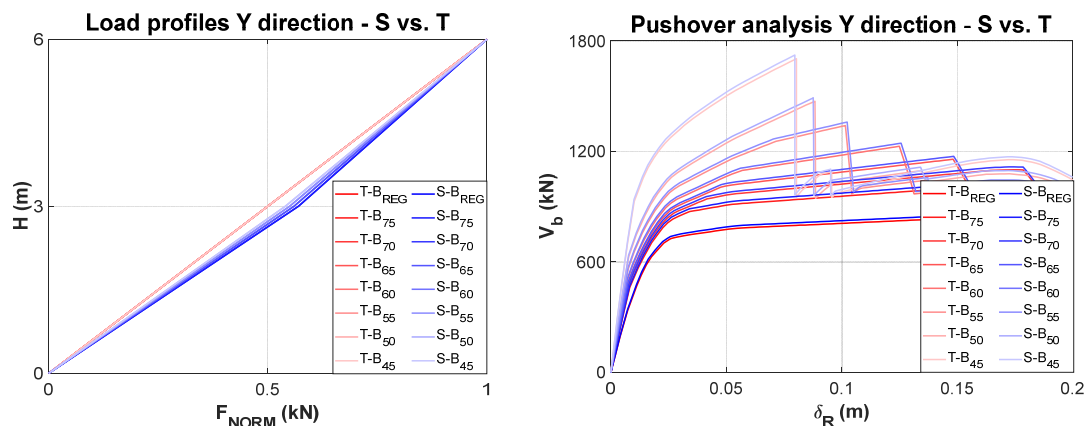 Load profiles Y direction - S vs. T
6
3
0
H (m)
0
0.5
1
F_NORM (kN)
T-B_REG S-B_REG
T-B_75 S-B_75
T-B_70 S-B_70
T-B_65 S-B_65
T-B_60 S-B_60
T-B_55 S-B_55
T-B_50 S-B_50
T-B_45 S-B_45
Pushover analysis Y direction - S vs. T
1800
1200
600
0
V_b (kN)
0
0.05
0.1
0.15
0.2
δ_R (m)
T-B_REG S-B_REG
T-B_75 S-B_75
T-B_70 S-B_70
T-B_65 S-B_65
T-B_60 S-B_60
T-B_55 S-B_55
T-B_50 S-B_50
T-B_45 S-B_45